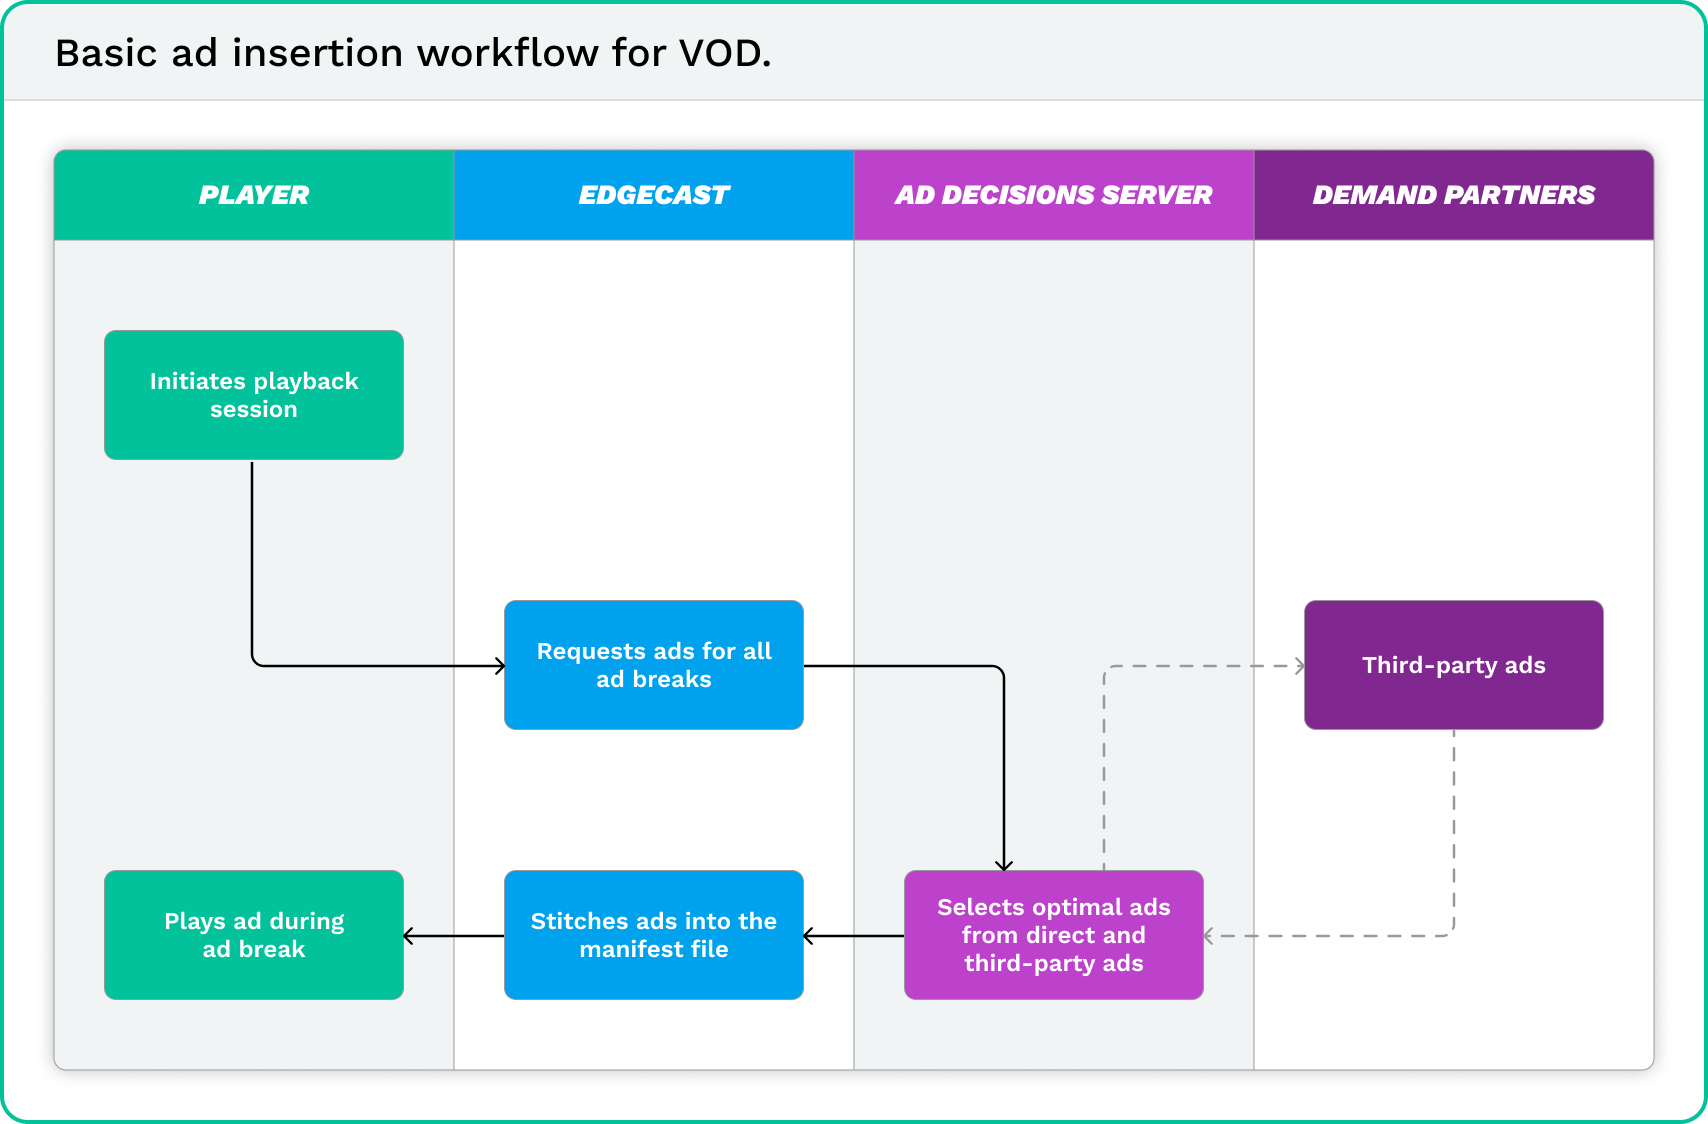 Basic ad insertion workflow for VOD.
PLAYER
EDGECAST
AD DECISIONS SERVER
DEMAND PARTNERS
Initiates playback
session
Requests ads for all
ad breaks
Third-party ads
Plays ad during
ad break
Stitches ads into the
manifest file
Selects optimal ads
from direct and
third-party ads